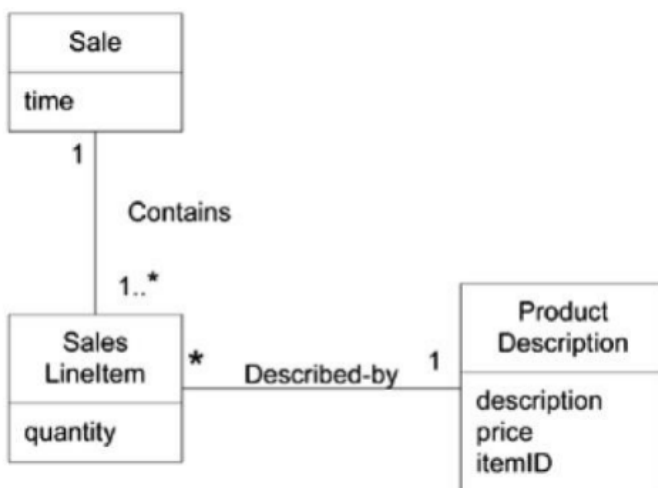 Sale
time
1
Contains
1..*
Sales
LineItem
quantity
*
Described-by
1
Product
Description
description
price
itemID